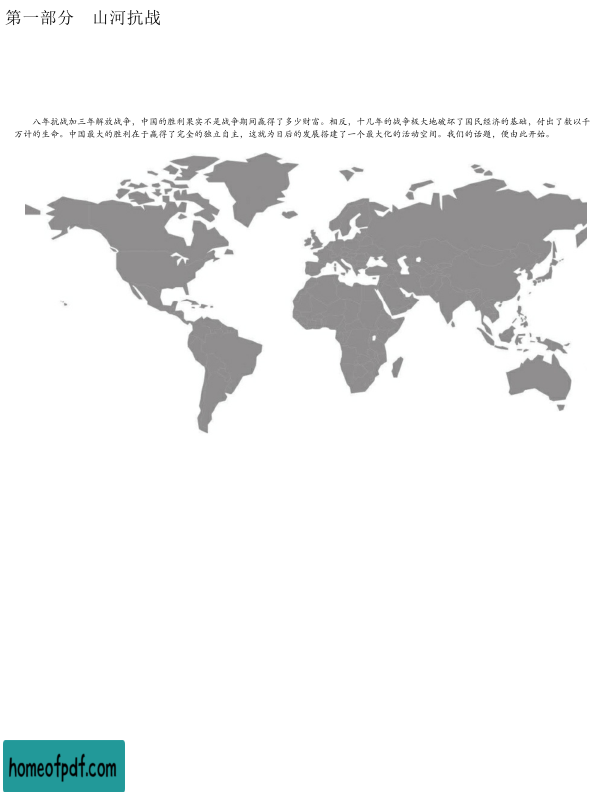 第一部分 山河抗战
八年抗战加三年解放战争，中国的胜利果实不是战争期间赢得了多少财富。相反，十几年的战争极大地破坏了国民经济的基础，付出了数以千
万计的生命。中国最大的胜利在于赢得了完全的独立自主，这就为日后的发展搭建了一个最大化的活动空间。我们的话题，便由此开始。
homeofpdf.com